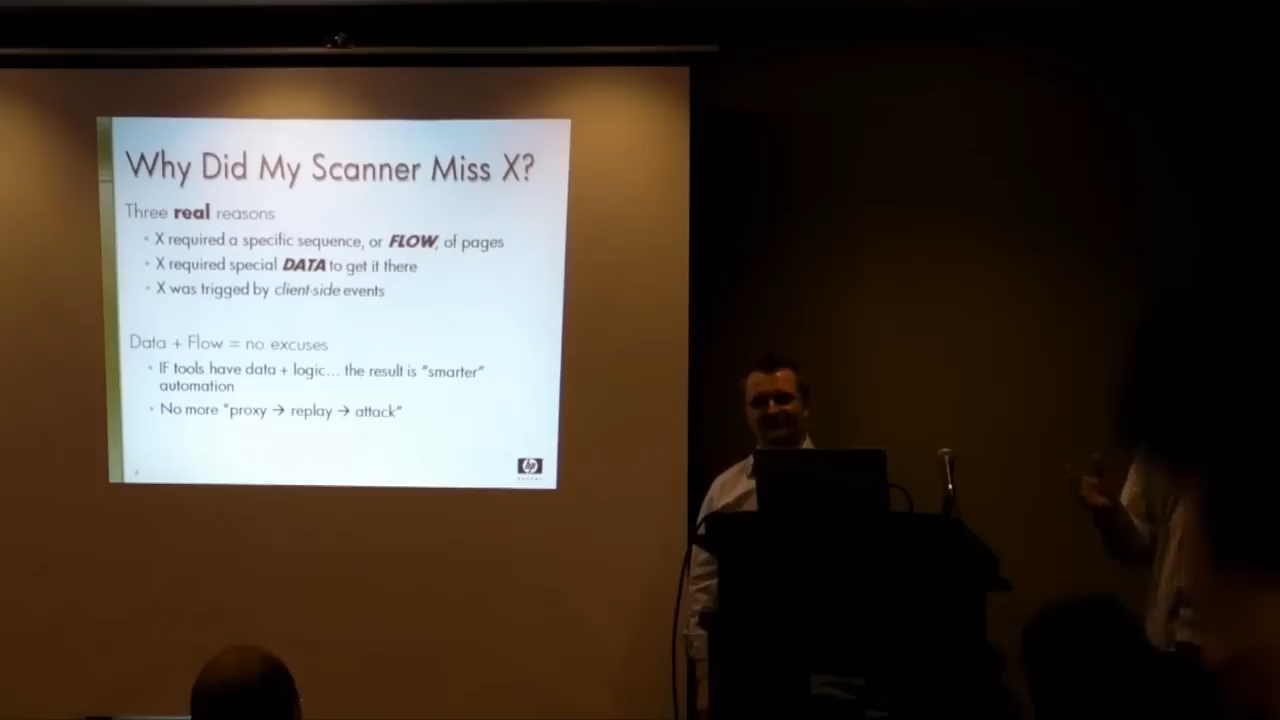 Why Did My Scanner Miss X?
Three real reasons
• X required a specific sequence, or FLOW, of pages
• X required special DATA to get it there
• X was trigged by client-side events
Data + Flow = no excuses
• IF tools have data + logic... the result is "smarter"
automation
• No more "proxy → replay → attack"
hp